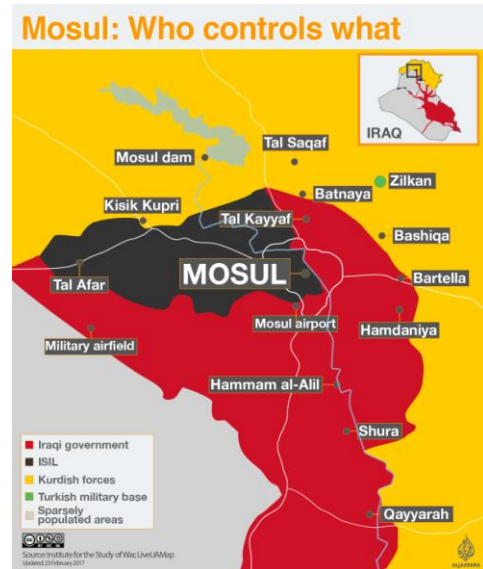 Mosul: Who controls what
IRAQ
Tal Saqaf
Mosul dam
Zilkan
Batnaya
Kisik Kupri
Tal Kayyaf
Bashiqa
MOSUL
Bartella
Tal Afar
Mosul airport
Hamdaniya
Military airfield
Hammam al-Alil
Shura
Iraqi government
ISIL
Kurdish forces
Turkish military base
Sparsely
populated areas
Qayyarah
Source:Institute for the Study of War, LiveUAMap
Updated: 23 February 2017
ALJAZEERA